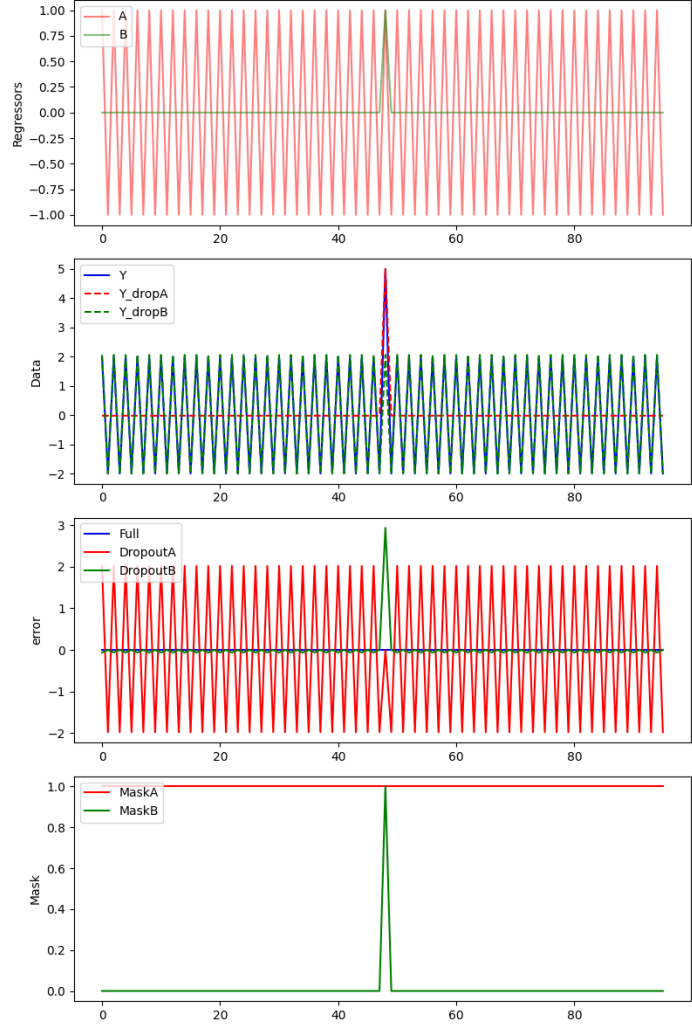 A
B
Regressors
1.00
0.75
0.50
0.25
0.00
−0.25
−0.50
−0.75
−1.00
0 20 40 60 80
Y
Y_dropA
Y_dropB
Data
5
4
3
2
1
0
−1
−2
0 20 40 60 80
Full
DropoutA
DropoutB
error
3
2
1
0
−1
−2
0 20 40 60 80
MaskA
MaskB
Mask
1.0
0.8
0.6
0.4
0.2
0.0
0 20 40 60 80